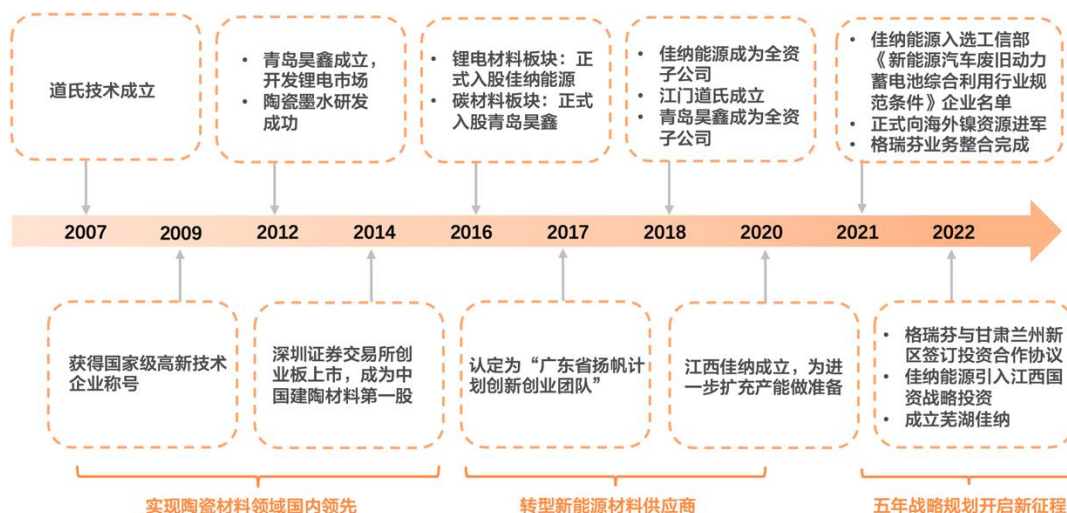 道氏技术成立
• 青岛昊鑫成立，
开发锂电市场
• 陶瓷墨水研发
成功
• 锂电材料板块：正
式入股佳纳能源
• 碳材料板块：正式
入股青岛昊鑫
• 佳纳能源成为全资
子公司
• 江门道氏成立
• 青岛昊鑫成为全资
子公司
• 佳纳能源入选工信部
《新能源汽车废旧动力
蓄电池综合利用行业规
范条件》企业名单
• 正式向海外镍资源进军
• 格瑞芬业务整合完成
2007 2009 2012 2014 2016 2017 2018 2020 2021 2022
获得国家级高新技术
企业称号
深圳证券交易所创
业板上市，成为中
国建陶材料第一股
认定为“广东省扬帆计
划创新创业团队”
江西佳纳成立，为进
一步扩充产能做准备
• 格瑞芬与甘肃兰州新
区签订投资合作协议
• 佳纳能源引入江西国
资战略投资
• 成立芜湖佳纳
实现陶瓷材料领域国内领先
转型新能源材料供应商
五年战略规划开启新征程